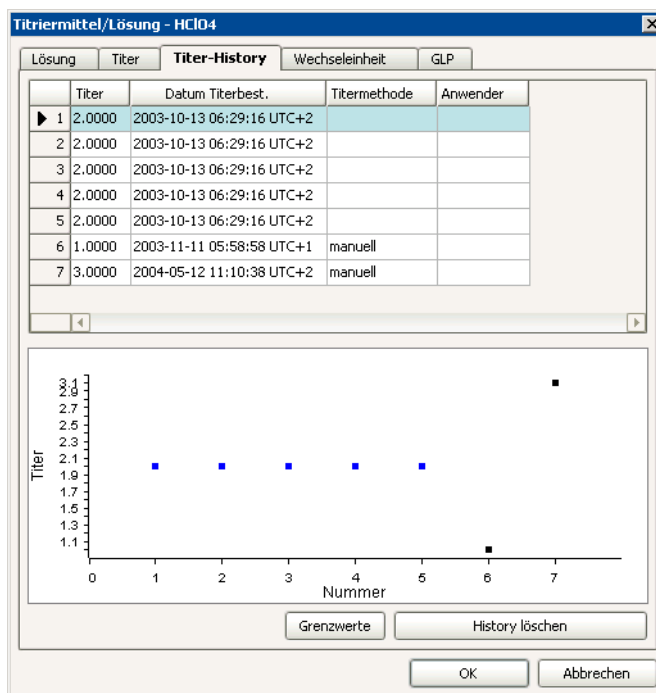 Titriermittel/Lösung - HClO4
Lösung Titer Titer-History Wechseleinheit GLP
Titer Datum Titerbest. Titermethode Anwender
1 2.0000 2003-10-13 06:29:16 UTC+2
2 2.0000 2003-10-13 06:29:16 UTC+2
3 2.0000 2003-10-13 06:29:16 UTC+2
4 2.0000 2003-10-13 06:29:16 UTC+2
5 2.0000 2003-10-13 06:29:16 UTC+2
6 1.0000 2003-11-11 05:58:58 UTC+1 manuell
7 3.0000 2004-05-12 11:10:38 UTC+2 manuell
3.1
2.9
2.7
2.5
2.3
2.1
1.9
1.7
1.5
1.3
1.1
Titer
0 1 2 3 4 5 6 7
Nummer
Grenzwerte History löschen
OK Abbrechen